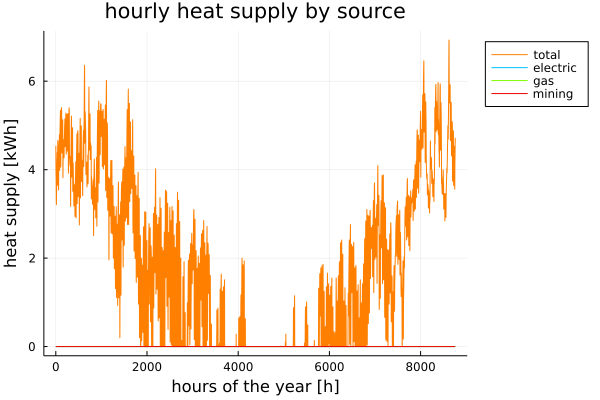 hourly heat supply by source
heat supply [kWh]
6
4
2
0
0
2000
4000
6000
8000
hours of the year [h]
total
electric
gas
mining